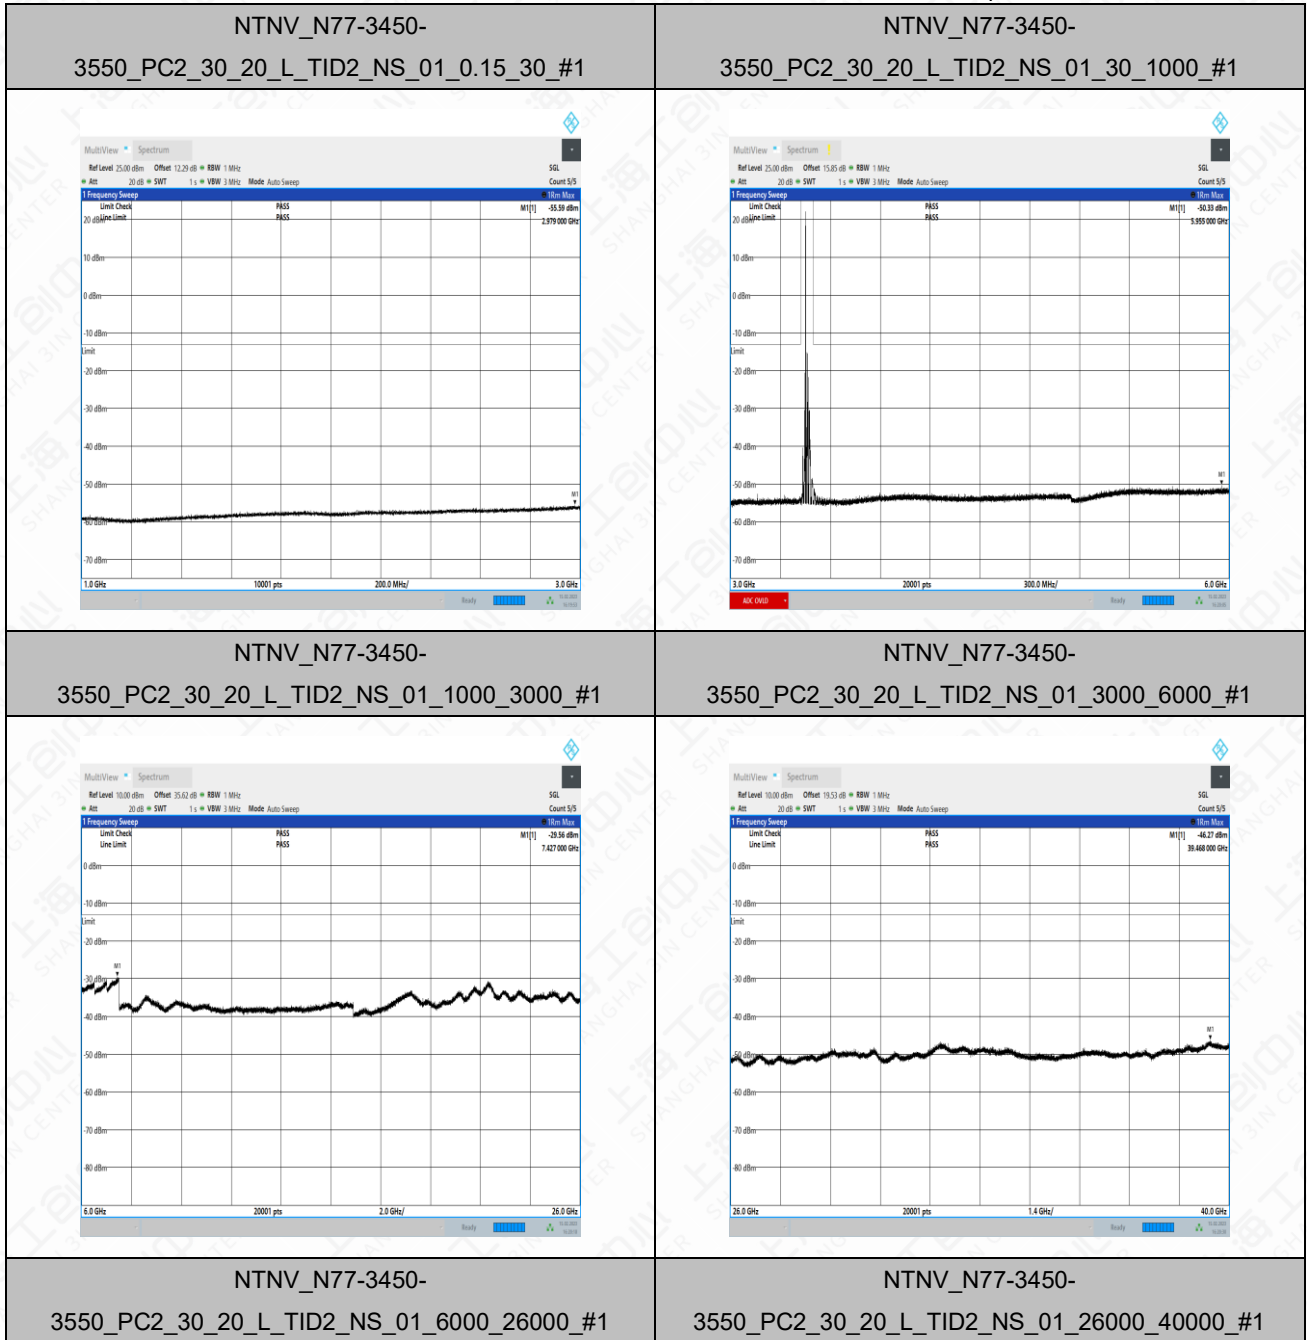 NTNV_N77-3450-
3550_PC2_30_20_L_TID2_NS_01_0.15_30_#1
NTNV_N77-3450-
3550_PC2_30_20_L_TID2_NS_01_30_1000_#1
MultiView
Spectrum
Ref Level 25.00 dBm Offset 12.29 dB RBW 1 MHz
SGL
Att 20 dB SWT 1 s VBW 3 MHz Mode Auto Sweep
Count 5/5
1 Frequency Sweep
1Rm Max
Limit Check PASS
M1[1] -55.59 dBm
Line Limit PASS
2.979 000 GHz
20 dBm
10 dBm
0 dBm
-10 dBm
Limit
-20 dBm
-30 dBm
-40 dBm
-50 dBm
M1
-60 dBm
-70 dBm
1.0 GHz 10001 pts 200.0 MHz/ 3.0 GHz
Ready
MultiView
Spectrum
Ref Level 25.00 dBm Offset 15.85 dB RBW 1 MHz
SGL
Att 20 dB SWT 1 s VBW 3 MHz Mode Auto Sweep
Count 5/5
1 Frequency Sweep
1Rm Max
Limit Check PASS
M1[1] -50.33 dBm
Line Limit PASS
5.955 000 GHz
20 dBm
10 dBm
0 dBm
-10 dBm
Limit
-20 dBm
-30 dBm
-40 dBm
M1
-50 dBm
-60 dBm
-70 dBm
3.0 GHz 20001 pts 300.0 MHz/ 6.0 GHz
ADC OVLD
Ready
NTNV_N77-3450-
3550_PC2_30_20_L_TID2_NS_01_1000_3000_#1
NTNV_N77-3450-
3550_PC2_30_20_L_TID2_NS_01_3000_6000_#1
MultiView
Spectrum
Ref Level 10.00 dBm Offset 35.62 dB RBW 1 MHz
SGL
Att 20 dB SWT 1 s VBW 3 MHz Mode Auto Sweep
Count 5/5
1 Frequency Sweep
1Rm Max
Limit Check PASS
M1[1] -29.56 dBm
Line Limit PASS
7.427 000 GHz
0 dBm
-10 dBm
Limit
-20 dBm
M1
-30 dBm
-40 dBm
-50 dBm
-60 dBm
-70 dBm
-80 dBm
6.0 GHz 20001 pts 2.0 GHz/ 26.0 GHz
Ready
MultiView
Spectrum
Ref Level 10.00 dBm Offset 19.53 dB RBW 1 MHz
SGL
Att 20 dB SWT 1 s VBW 3 MHz Mode Auto Sweep
Count 5/5
1 Frequency Sweep
1Rm Max
Limit Check PASS
M1[1] -46.27 dBm
Line Limit PASS
39.468 000 GHz
0 dBm
-10 dBm
Limit
-20 dBm
-30 dBm
-40 dBm
M1
-50 dBm
-60 dBm
-70 dBm
-80 dBm
26.0 GHz 20001 pts 1.4 GHz/ 40.0 GHz
Ready
NTNV_N77-3450-
3550_PC2_30_20_L_TID2_NS_01_6000_26000_#1
NTNV_N77-3450-
3550_PC2_30_20_L_TID2_NS_01_26000_40000_#1